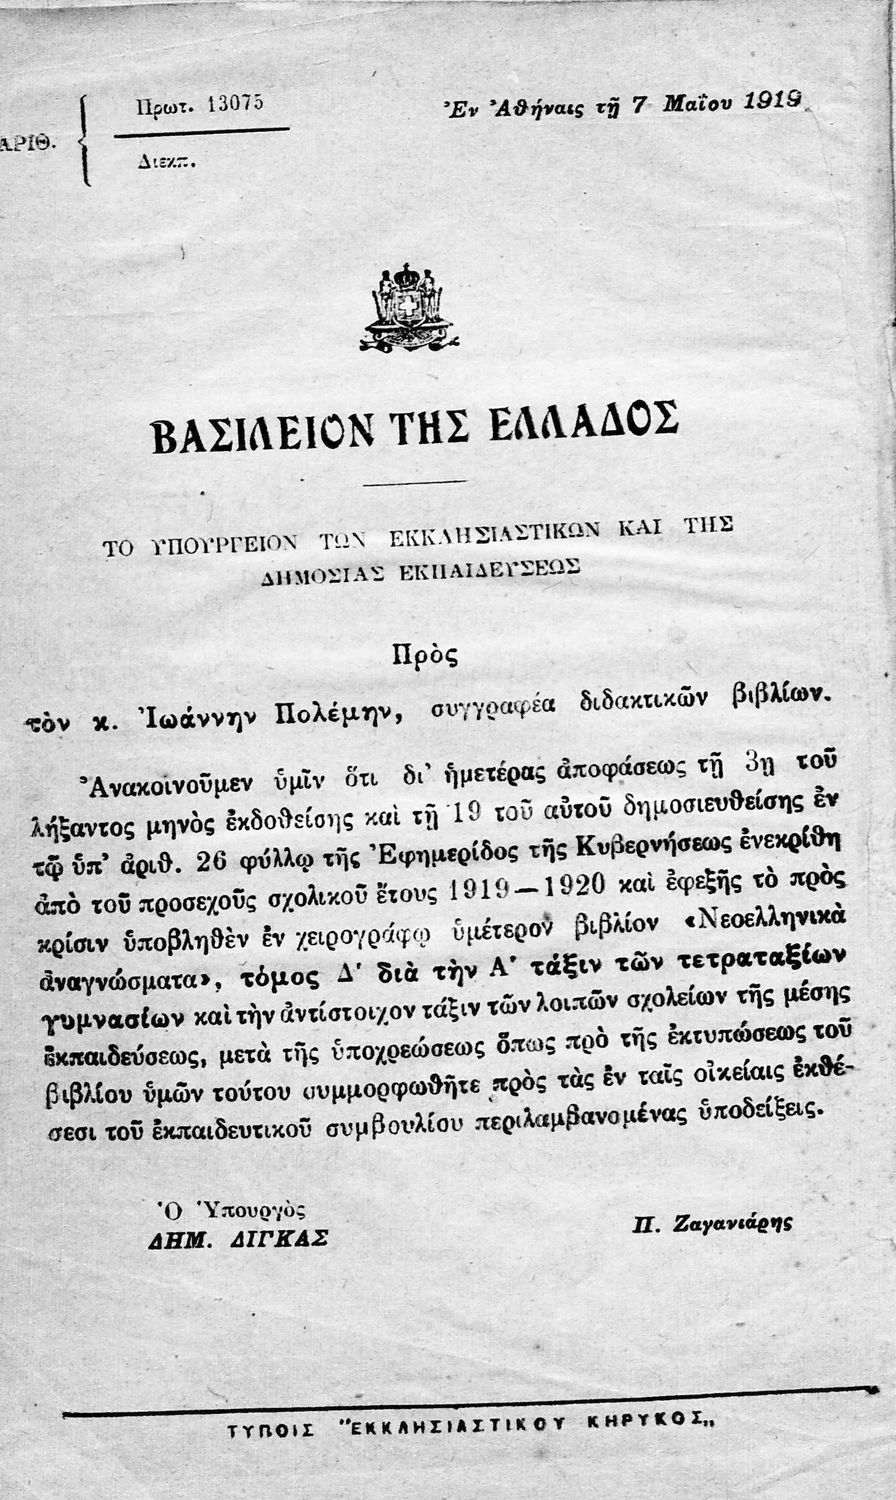 ΑΡΙΘ.
Πρωτ. 13075
Διεκπ.
Ἐν Ἀθήναις τῇ 7 Μαΐου 1919
ΒΑΣΙΛΕΙΟΝ ΤΗΣ ΕΛΛΑΔΟΣ
ΤΟ ΥΠΟΥΡΓΕΙΟΝ ΤΩΝ ΕΚΚΛΗΣΙΑΣΤΙΚΩΝ ΚΑΙ ΤΗΣ
ΔΗΜΟΣΙΑΣ ΕΚΠΑΙΔΕΥΣΕΩΣ
Πρὸς
τὸν κ. Ἰωάννην Πολέμην, συγγραφέα διδακτικῶν βιβλίων.
Ἀνακοινοῦμεν ὑμῖν ὅτι δι' ἡμετέρας ἀποφάσεως τῇ 3ῃ τοῦ
λήξαντος μηνὸς ἐκδοθείσης καὶ τῇ 19 τοῦ αὐτοῦ δημοσιευθείσης ἐν
τῷ ὑπ' ἀριθ. 26 φύλλῳ τῆς Ἐφημερίδος τῆς Κυβερνήσεως ἐνεκρίθη
ἀπὸ τοῦ προσεχοῦς σχολικοῦ ἔτους 1919—1920 καὶ ἐφεξῆς τὸ πρὸς
κρίσιν ὑποβληθὲν ἐν χειρογράφῳ ὑμέτερον βιβλίον «Νεοελληνικὰ
ἀναγνώσματα», τόμος Δ' διὰ τὴν Α' τάξιν τῶν τετραταξίων
γυμνασίων καὶ τὴν ἀντίστοιχον τάξιν τῶν λοιπῶν σχολείων τῆς μέσης
ἐκπαιδεύσεως, μετὰ τῆς ὑποχρεώσεως ὅπως πρὸ τῆς ἐκτυπώσεως τοῦ
βιβλίου ὑμῶν τούτου συμμορφωθῆτε πρὸς τὰς ἐν ταῖς οἰκείαις ἐκθέ-
σεσι τοῦ ἐκπαιδευτικοῦ συμβουλίου περιλαμβανομένας ὑποδείξεις.
Ὁ Ὑπουργὸς
ΔΗΜ. ΔΙΓΚΑΣ
Π. Ζαγανιάρης
ΤΥΠΟΙΣ "ΕΚΚΛΗΣΙΑΣΤΙΚΟΥ ΚΗΡΥΚΟΣ„